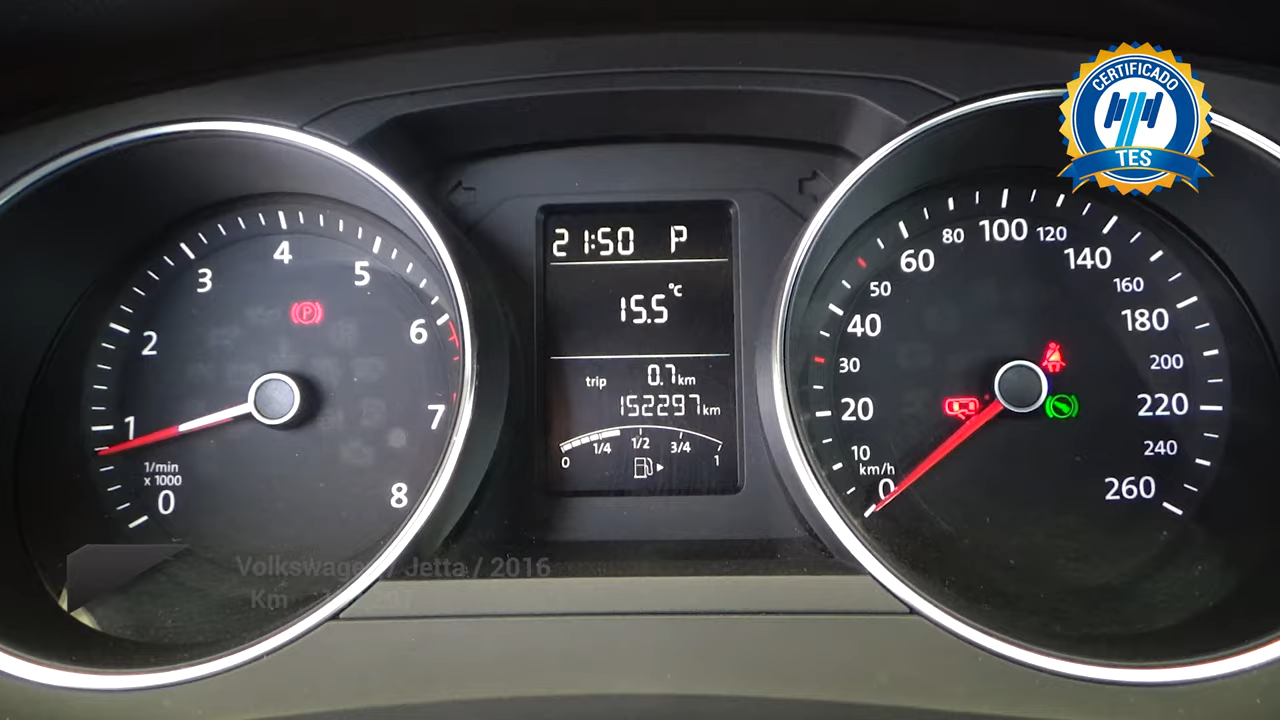 CERTIFICADO
TES
1/min
x 1000
0
1
2
3
4
5
6
7
8
P
21:50 P
15.5°C
trip 0.7 km
152297 km
0 1/4 1/2 3/4 1
km/h
0
10
20
30
40
50
60
80
100
120
140
160
180
200
220
240
260
Volkswagen / Jetta / 2016
Km